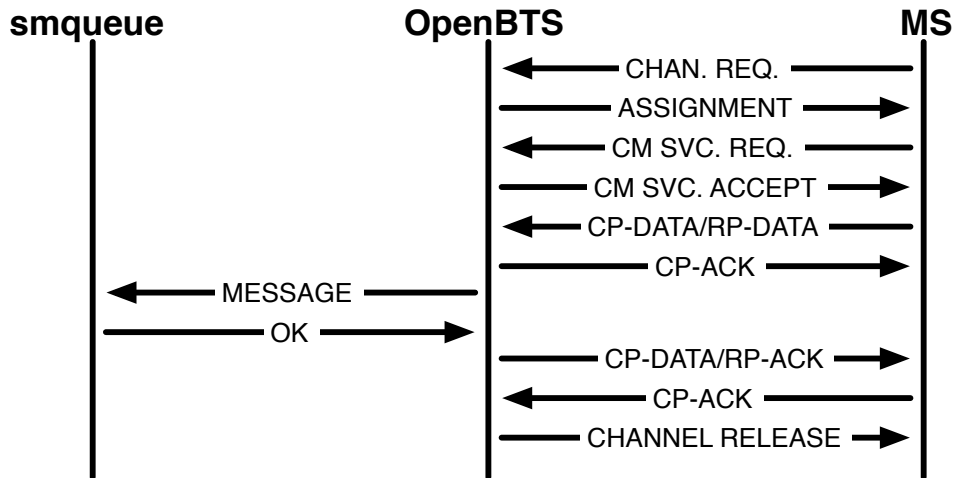 smqueue OpenBTS MS
CHAN. REQ.
ASSIGNMENT
CM SVC. REQ.
CM SVC. ACCEPT
CP-DATA/RP-DATA
CP-ACK
MESSAGE
OK
CP-DATA/RP-ACK
CP-ACK
CHANNEL RELEASE